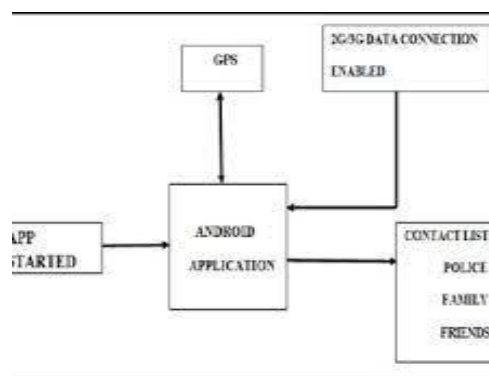 GPS
2G/3G DATA CONNECTION
ENABLED
APP
STARTED
ANDROID
APPLICATION
CONTACT LIST
POLICE
FAMILY
FRIENDS